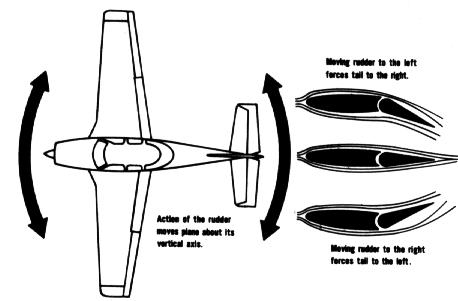 Moving rudder to the left
forces tail to the right.
Action of the rudder
moves plane about its
vertical axis.
Moving rudder to the right
forces tail to the left.